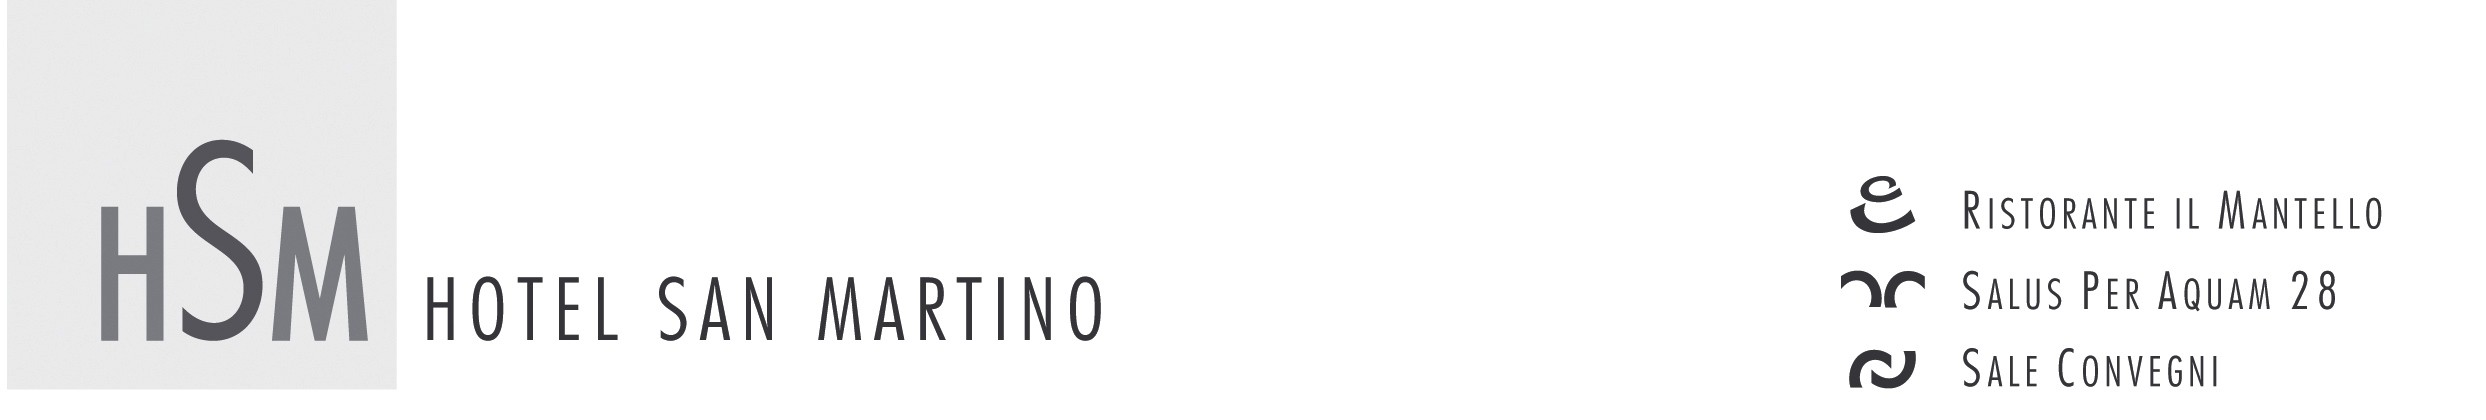 HSM
HOTEL SAN MARTINO
RISTORANTE IL MANTELLO
SALUS PER AQUAM 28
SALE CONVEGNI